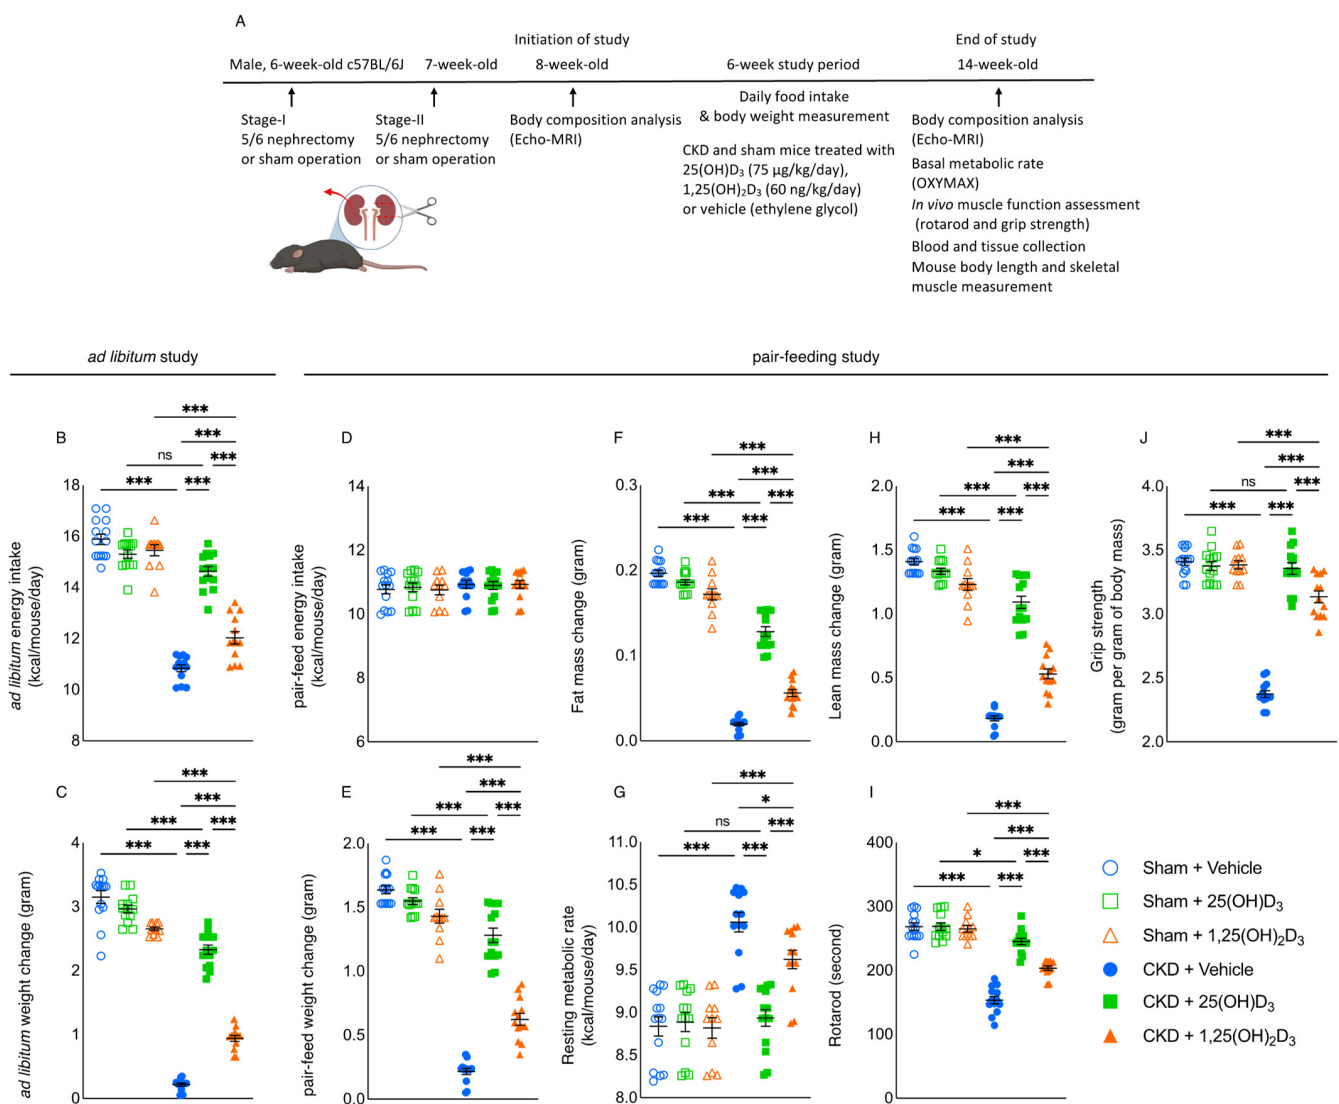 A
Initiation of study
End of study
Male, 6-week-old c57BL/6J
7-week-old
8-week-old
6-week study period
14-week-old
Stage-I
5/6 nephrectomy
or sham operation
Stage-II
5/6 nephrectomy
or sham operation
Body composition analysis
(Echo-MRI)
Daily food intake
& body weight measurement
CKD and sham mice treated with
25(OH)D₃ (75 µg/kg/day),
1,25(OH)₂D₃ (60 ng/kg/day)
or vehicle (ethylene glycol)
Body composition analysis
(Echo-MRI)
Basal metabolic rate
(OXYMAX)
In vivo muscle function assessment
(rotarod and grip strength)
Blood and tissue collection
Mouse body length and skeletal
muscle measurement
ad libitum study
pair-feeding study
B
***
***
ns ***
*** ***
18
16
14
12
10
8
ad libitum energy intake
(kcal/mouse/day)
D
14
12
10
8
6
pair-feed energy intake
(kcal/mouse/day)
F
***
***
*** ***
*** ***
0.3
0.2
0.1
0.0
Fat mass change (gram)
H
***
***
*** ***
*** ***
2.0
1.5
1.0
0.5
0.0
Lean mass change (gram)
J
***
***
ns ***
*** ***
4.0
3.5
3.0
2.5
2.0
Grip strength
(gram per gram of body mass)
C
***
***
*** ***
*** ***
4
3
2
1
0
ad libitum weight change (gram)
E
***
***
*** ***
*** ***
2.0
1.5
1.0
0.5
0.0
pair-feed weight change (gram)
G
***
*
ns ***
*** ***
11.0
10.5
10.0
9.5
9.0
8.5
8.0
Resting metabolic rate
(kcal/mouse/day)
I
***
***
* ***
*** ***
400
300
200
100
0
Rotarod (second)
Sham + Vehicle
Sham + 25(OH)D₃
Sham + 1,25(OH)₂D₃
CKD + Vehicle
CKD + 25(OH)D₃
CKD + 1,25(OH)₂D₃